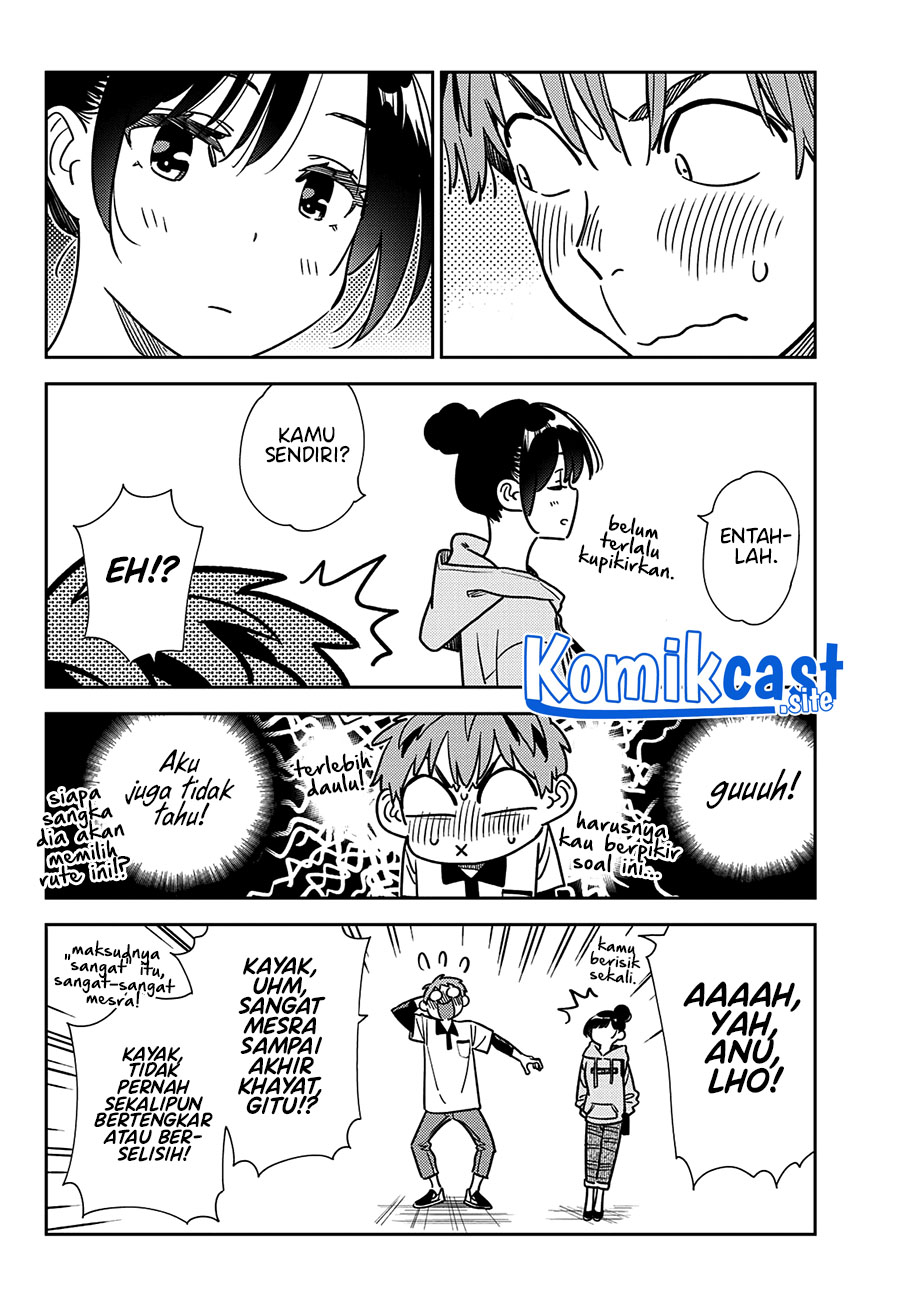 ENTAH-
LAH.
belum
terlalu
kupikirkan.
KAMU
SENDIRI?
EH!?
Komikcast
.site
guuuh!
harusnya
kau berpikir
soal ini...
terlebih
daulu!
Aku
juga tidak
tahu!
siapa
sangka
dia akan
memilih
rute ini!?
AAAAH,
YAH,
ANU,
LHO!
kamu
berisik
sekali.
KAYAK,
UHM,
SANGAT
MESRA
SAMPAI
AKHIR
KHAYAT,
GITU!?
maksudnya
"sangat" itu,
sangat-sangat
mesra!
KAYAK,
TIDAK
PERNAH
SEKALIPUN
BERTENGKAR
ATAU BER-
SELISIH!